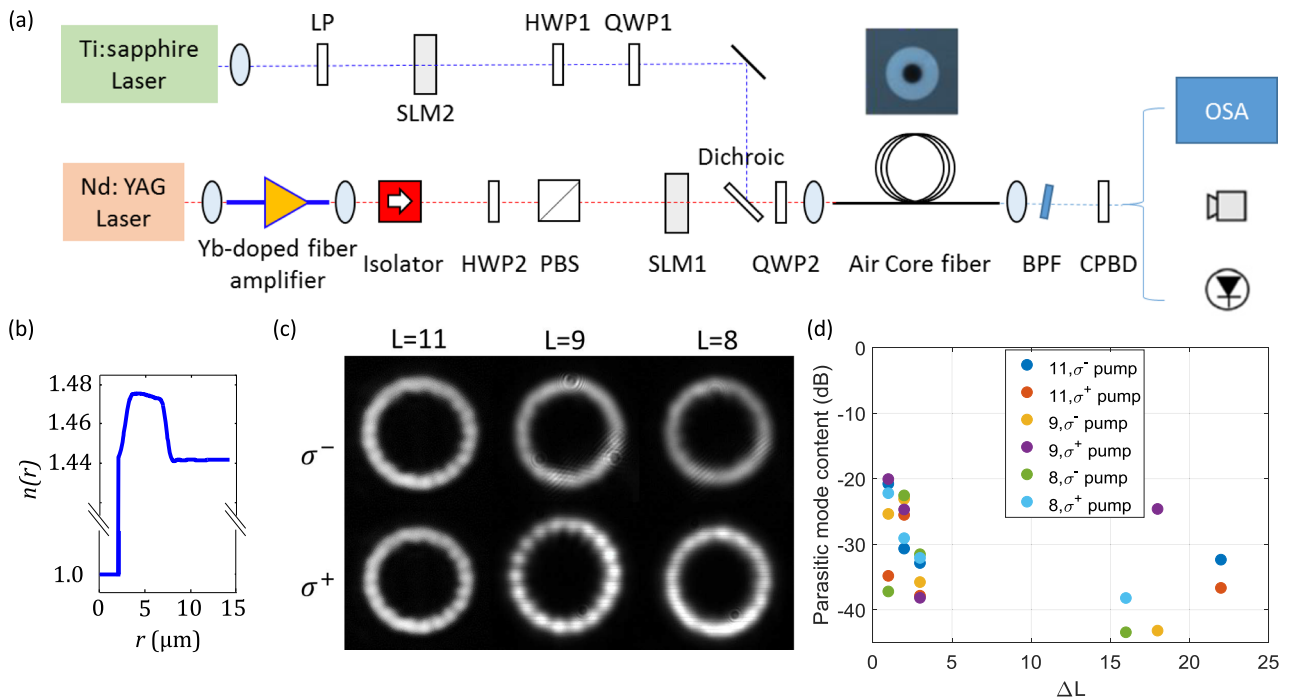 (a)
Ti:sapphire
Laser
LP
SLM2
HWP1
QWP1
Nd: YAG
Laser
Yb-doped fiber
amplifier
Isolator
HWP2
PBS
SLM1
Dichroic
QWP2
Air Core fiber
BPF
CPBD
OSA
(b)
n(r)
1.48
1.46
1.44
1.0
0
5
10
15
r (μm)
(c)
L=11
L=9
L=8
σ⁻
σ⁺
(d)
Parasitic mode content (dB)
0
-10
-20
-30
-40
0
5
10
15
20
25
ΔL
11,σ⁻ pump
11,σ⁺ pump
9,σ⁻ pump
9,σ⁺ pump
8,σ⁻ pump
8,σ⁺ pump